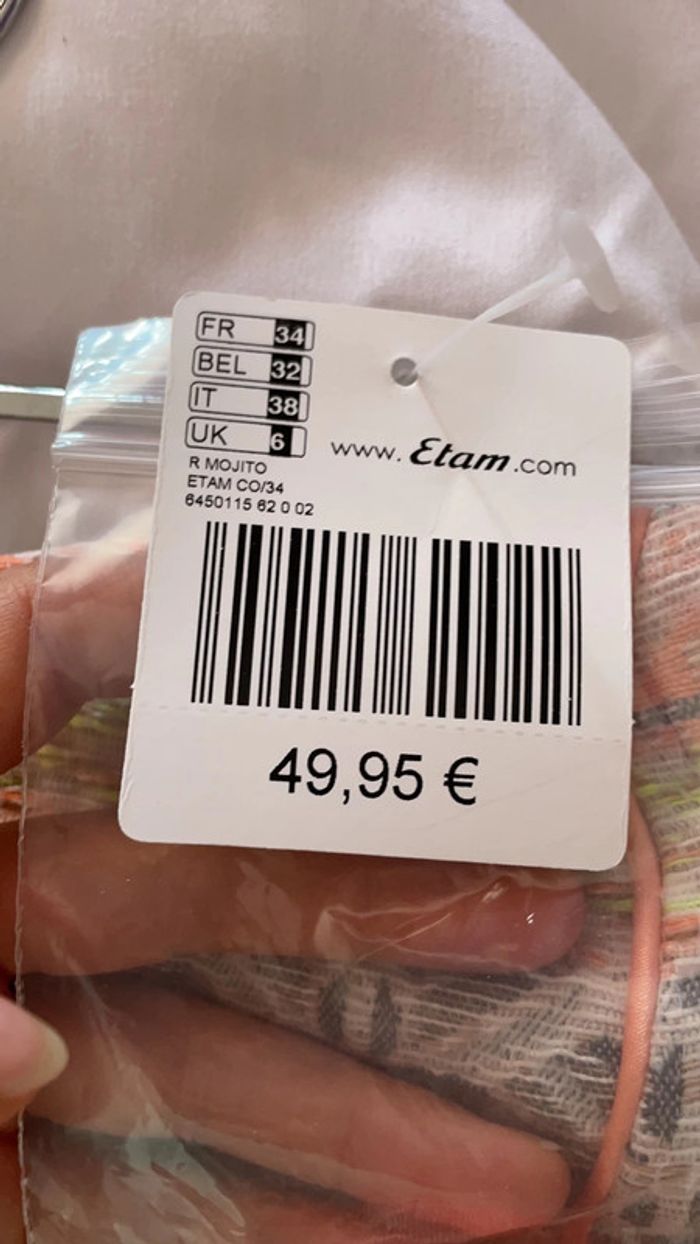 FR 34
BEL 32
IT 38
UK 6
www.Etam.com
R MOJITO
ETAM CO/34
6450115 62 0 02
49,95 €